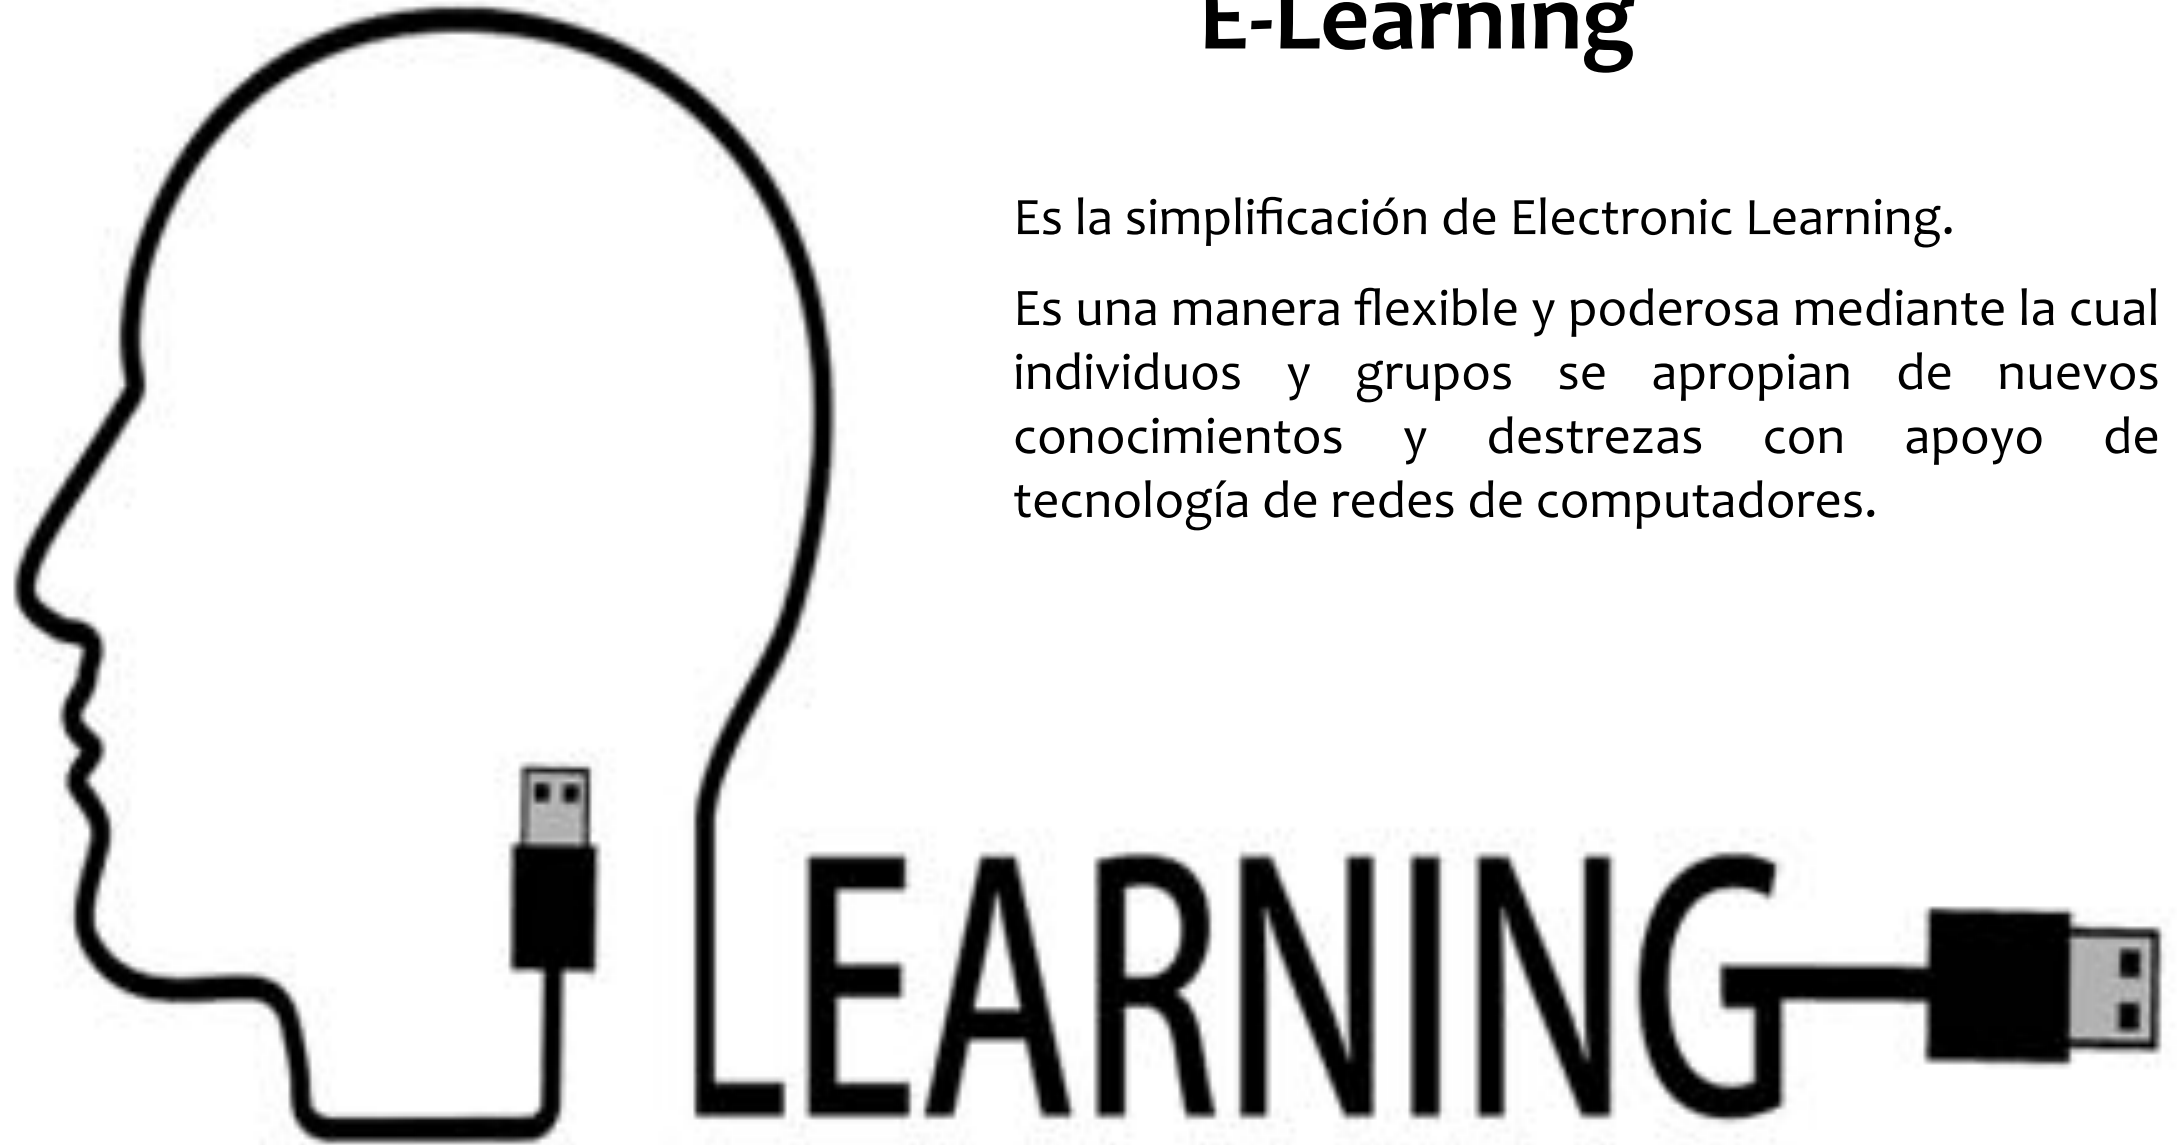 E-Learning
Es la simplificación de Electronic Learning.
Es una manera flexible y poderosa mediante la cual
individuos y grupos se apropian de nuevos
conocimientos y destrezas con apoyo de
tecnología de redes de computadores.
LEARNING